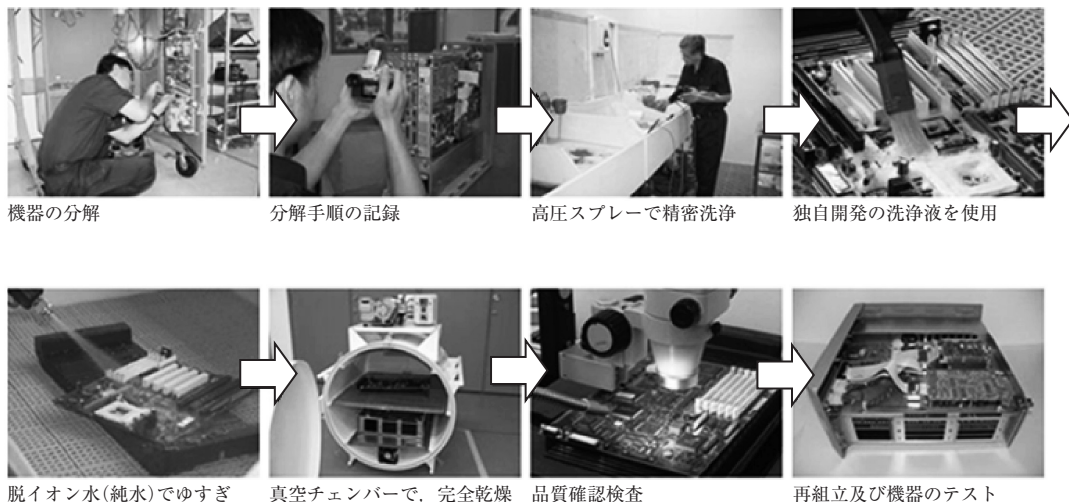 機器の分解
分解手順の記録
高圧スプレーで精密洗浄
独自開発の洗浄液を使用
脱イオン水(純水)でゆすぎ
真空チェンバーで，完全乾燥
品質確認検査
再組立及び機器のテスト